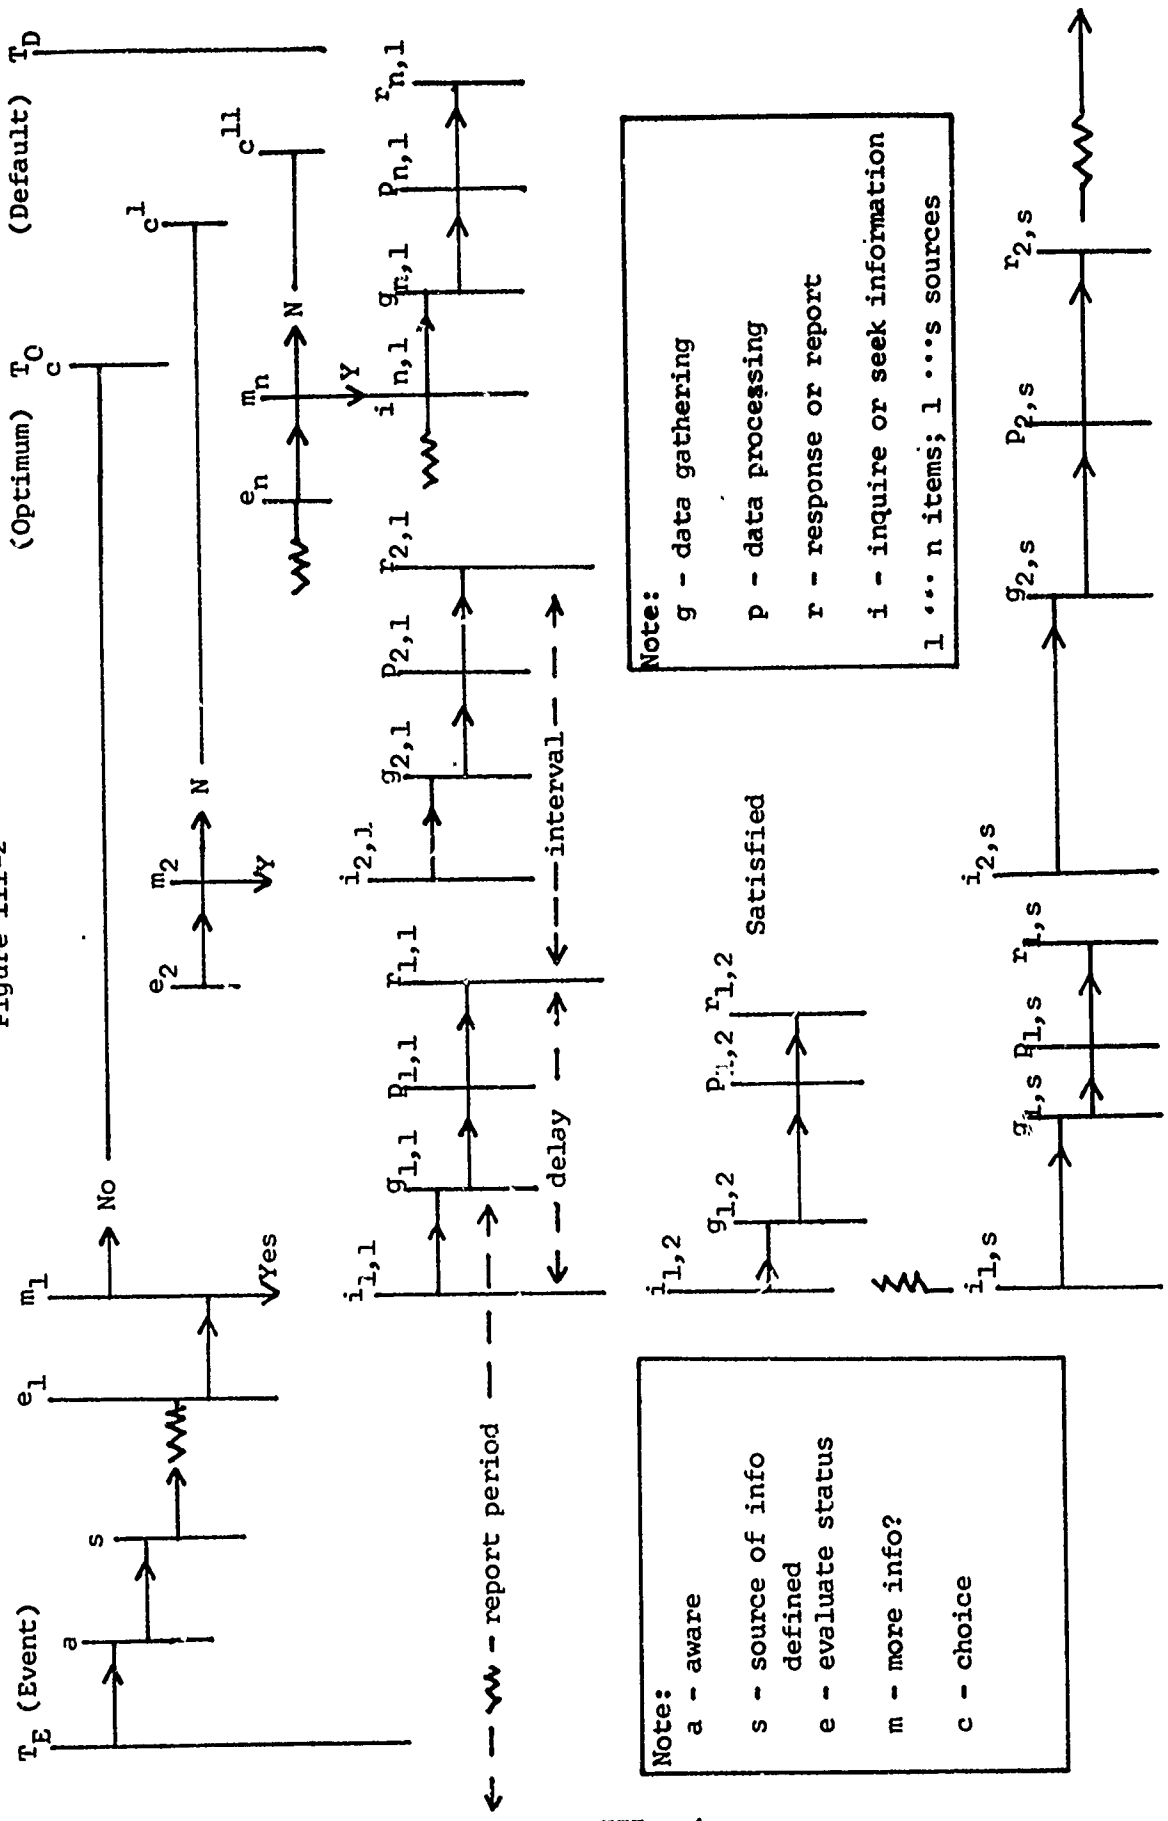 Figure III-2
T_E (Event)
(Optimum) T_O
(Default) T_D
a
s
e_1
m_1
No
Yes
c
e_2
m_2
N
Y
c^1
e_n
m_n
N
Y
c^11
i_1,1
g_1,1
p_1,1
r_1,1
i_2,1
g_2,1
p_2,1
r_2,1
i_n,1
g_n,1
p_n,1
r_n,1
report period
delay
interval
i_1,2
g_1,2
p_1,2
r_1,2
Satisfied
i_1,s
g_1,s
p_1,s
r_1,s
i_2,s
g_2,s
p_2,s
r_2,s
Note:
a - aware
s - source of info
defined
e - evaluate status
m - more info?
c - choice
Note:
g - data gathering
p - data processing
r - response or report
i - inquire or seek information
1 ... n items; 1 ...s sources